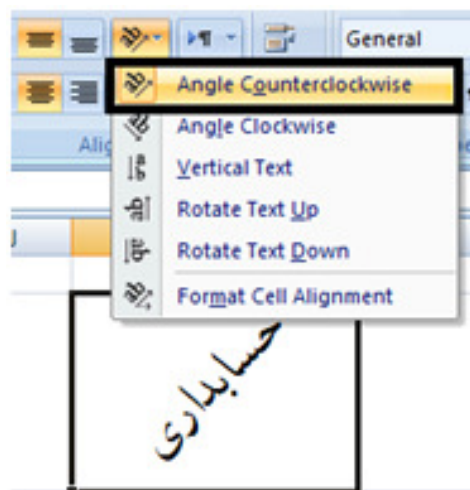 General
Angle Counterclockwise
Angle Clockwise
Vertical Text
Rotate Text Up
Rotate Text Down
Format Cell Alignment
حسابداری